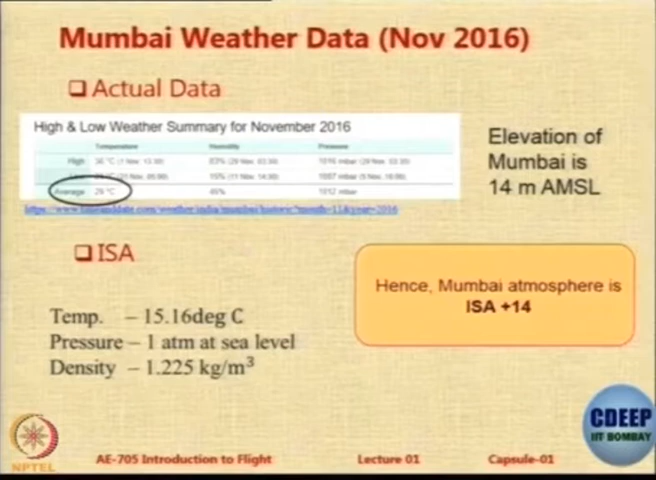 Mumbai Weather Data (Nov 2016)
Actual Data
High & Low Weather Summary for November 2016
Temperature Humidity Pressure
High
Average 29 °C 1012 mbar
Elevation of
Mumbai is
14 m AMSL
ISA
Temp. – 15.16deg C
Pressure – 1 atm at sea level
Density – 1.225 kg/m³
Hence, Mumbai atmosphere is
ISA +14
CDEEP
IIT BOMBAY
NPTEL
AE-705 Introduction to Flight Lecture 01 Capsule-01